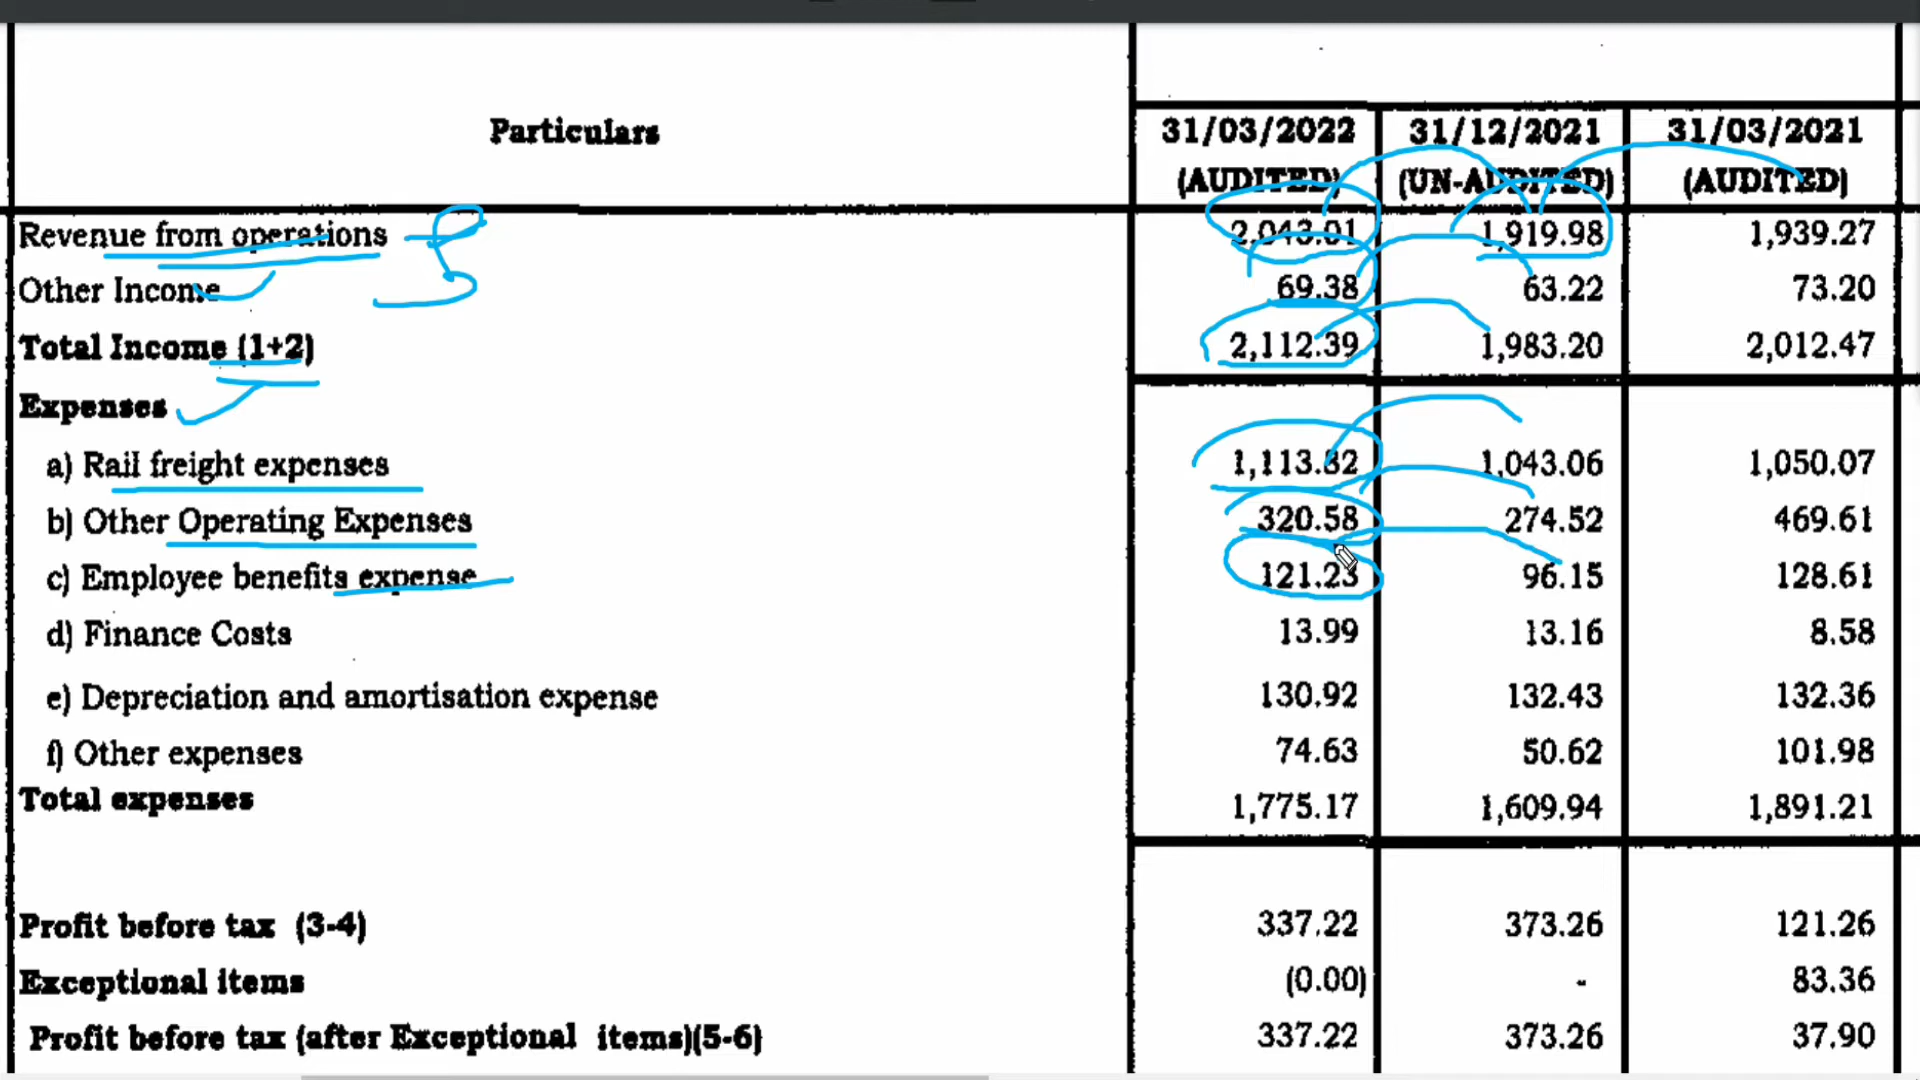 Particulars 31/03/2022 31/12/2021 31/03/2021
(AUDITED) (UN-AUDITED) (AUDITED)
Revenue from operations 2,043.01 1,919.98 1,939.27
Other Income 69.38 63.22 73.20
Total Income (1+2) 2,112.39 1,983.20 2,012.47
Expenses
a) Rail freight expenses 1,113.82 1,043.06 1,050.07
b) Other Operating Expenses 320.58 274.52 469.61
c) Employee benefits expense 121.23 96.15 128.61
d) Finance Costs 13.99 13.16 8.58
e) Depreciation and amortisation expense 130.92 132.43 132.36
f) Other expenses 74.63 50.62 101.98
Total expenses 1,775.17 1,609.94 1,891.21
Profit before tax (3-4) 337.22 373.26 121.26
Exceptional items (0.00) - 83.36
Profit before tax (after Exceptional items)(5-6) 337.22 373.26 37.90